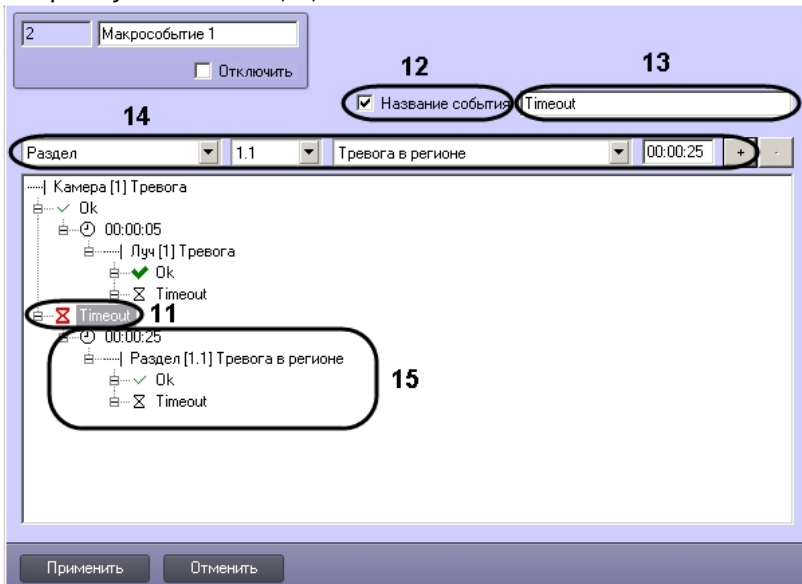 2 Макрособытие 1
Отключить
12 13
Название события Timeout
14
Раздел 1.1 Тревога в регионе 00:00:25 + -
Камера [1] Тревога
Ok
00:00:05
Луч [1] Тревога
Ok
Timeout
Timeout 11
00:00:25
Раздел [1.1] Тревога в регионе
Ok 15
Timeout
Применить Отменить